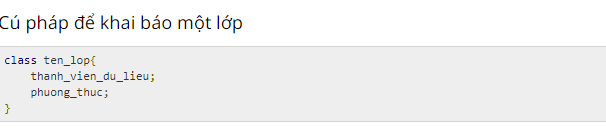 Cú pháp để khai báo một lớp
class ten_lop{
    thanh_vien_du_lieu;
    phuong_thuc;
}